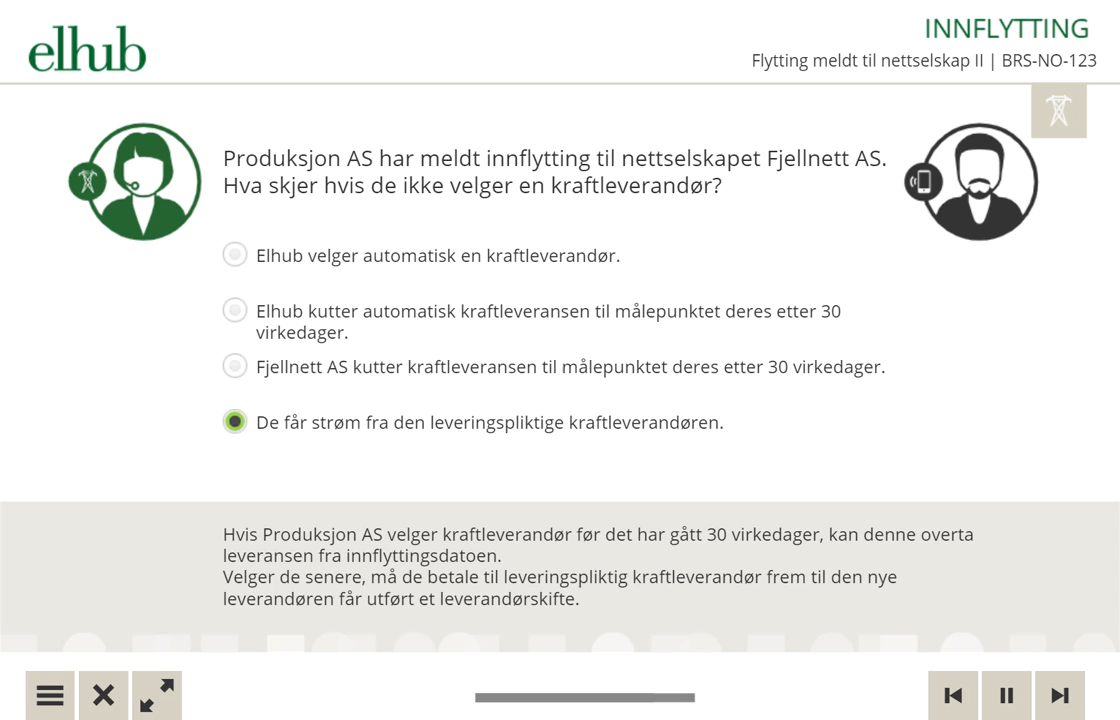 elhub
INNFLYTTING
Flytting meldt til nettselskap II | BRS-NO-123
Produksjon AS har meldt innflytting til nettselskapet Fjellnett AS.
Hva skjer hvis de ikke velger en kraftleverandør?
Elhub velger automatisk en kraftleverandør.
Elhub kutter automatisk kraftleveransen til målepunktet deres etter 30
virkedager.
Fjellnett AS kutter kraftleveransen til målepunktet deres etter 30 virkedager.
De får strøm fra den leveringspliktige kraftleverandøren.
Hvis Produksjon AS velger kraftleverandør før det har gått 30 virkedager, kan denne overta
leveransen fra innflyttingsdatoen.
Velger de senere, må de betale til leveringspliktig kraftleverandør frem til den nye
leverandøren får utført et leverandørskifte.